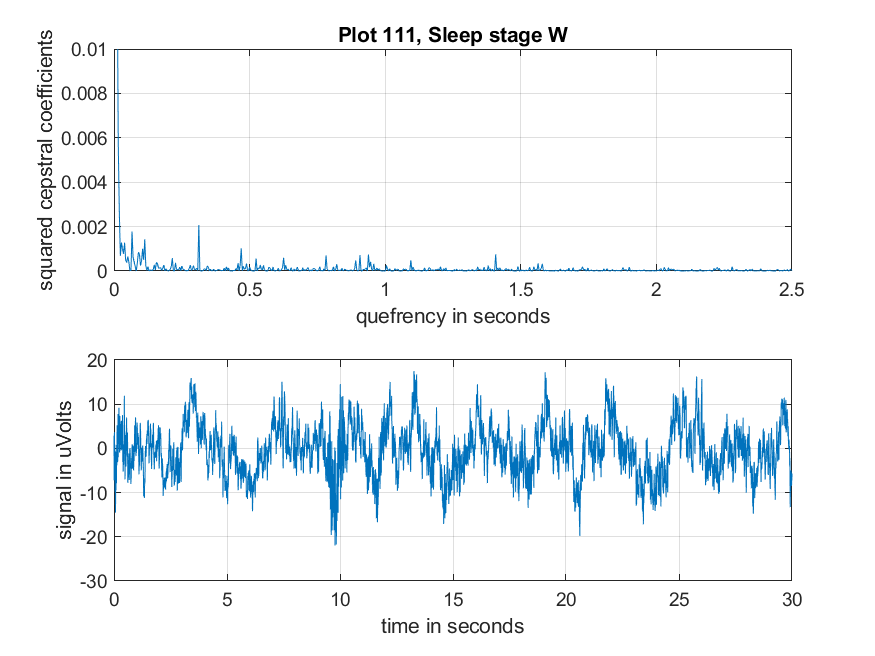 Plot 111, Sleep stage W
squared cepstral coefficients
0.01
0.008
0.006
0.004
0.002
0
0 0.5 1 1.5 2 2.5
quefrency in seconds
signal in uVolts
20
10
0
-10
-20
-30
0 5 10 15 20 25 30
time in seconds